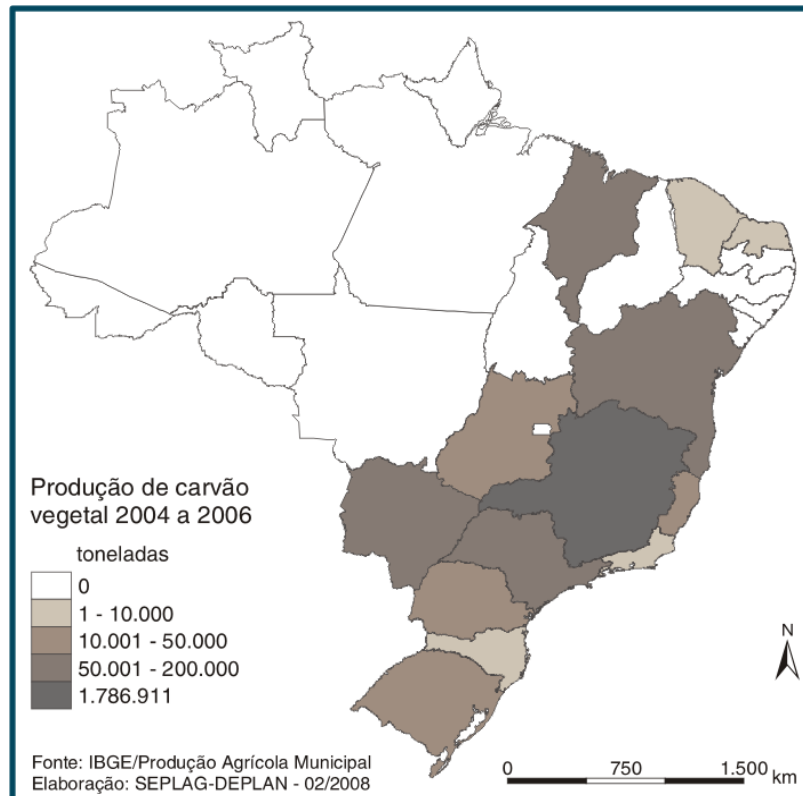 Produção de carvão
vegetal 2004 a 2006
toneladas
0
1 - 10.000
10.001 - 50.000
50.001 - 200.000
1.786.911
Fonte: IBGE/Produção Agrícola Municipal
Elaboração: SEPLAG-DEPLAN - 02/2008
N
0 750 1.500 km